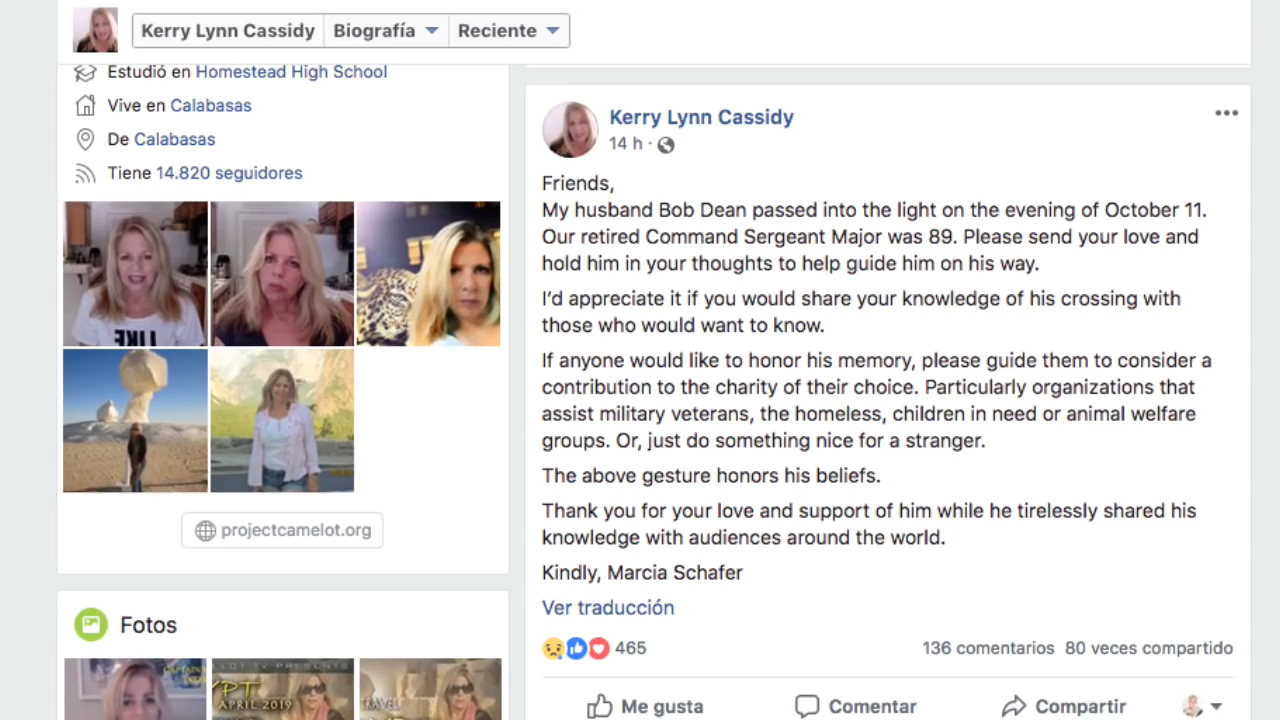 Kerry Lynn Cassidy
Biografía
Reciente
Estudió en Homestead High School
Vive en Calabasas
De Calabasas
Tiene 14.820 seguidores
projectcamelot.org
Fotos
APRIL 2019
TRAVEL
Kerry Lynn Cassidy
14 h ·
Friends,
My husband Bob Dean passed into the light on the evening of October 11.
Our retired Command Sergeant Major was 89. Please send your love and
hold him in your thoughts to help guide him on his way.
I'd appreciate it if you would share your knowledge of his crossing with
those who would want to know.
If anyone would like to honor his memory, please guide them to consider a
contribution to the charity of their choice. Particularly organizations that
assist military veterans, the homeless, children in need or animal welfare
groups. Or, just do something nice for a stranger.
The above gesture honors his beliefs.
Thank you for your love and support of him while he tirelessly shared his
knowledge with audiences around the world.
Kindly, Marcia Schafer
Ver traducción
465
136 comentarios 80 veces compartido
Me gusta
Comentar
Compartir